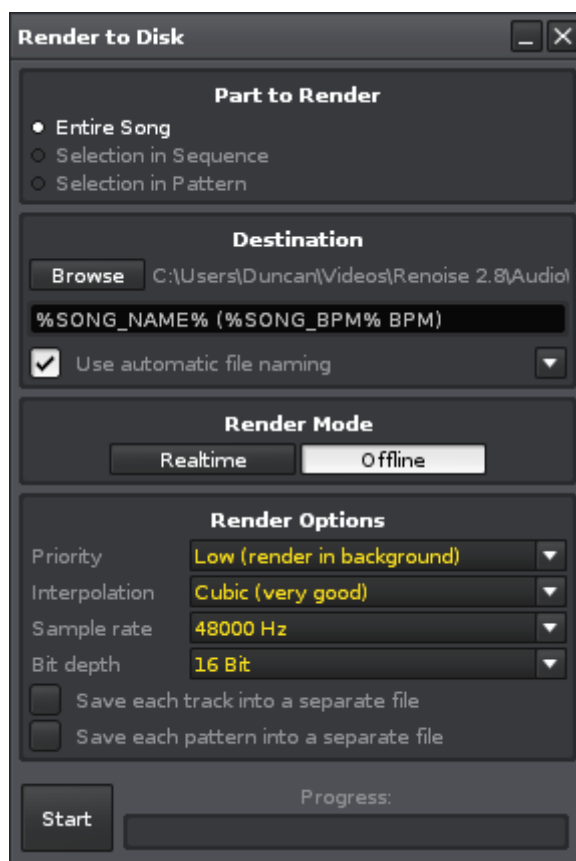 Render to Disk
Part to Render
Entire Song
Selection in Sequence
Selection in Pattern
Destination
Browse C:\Users\Duncan\Videos\Renoise 2.8\Audio\
%SONG_NAME% (%SONG_BPM% BPM)
Use automatic file naming
Render Mode
Realtime Offline
Render Options
Priority Low (render in background)
Interpolation Cubic (very good)
Sample rate 48000 Hz
Bit depth 16 Bit
Save each track into a separate file
Save each pattern into a separate file
Progress:
Start